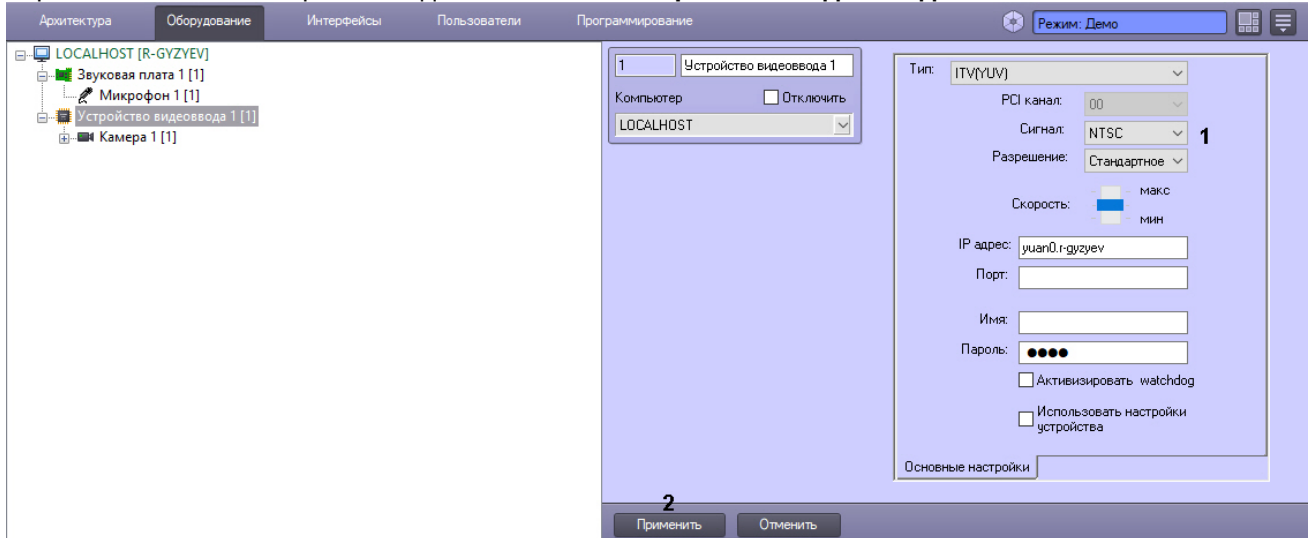 Архитектура Оборудование Интерфейсы Пользователи Программирование Режим: Демо
LOCALHOST [R-GYZYEV]
Звуковая плата 1 [1]
Микрофон 1 [1]
Устройство видеоввода 1 [1]
Камера 1 [1]
1 Устройство видеоввода 1
Компьютер Отключить
LOCALHOST
Тип: ITV(YUV)
PCI канал: 00
Сигнал: NTSC 1
Разрешение: Стандартное
макс
Скорость:
мин
IP адрес: yuan0.r-gyzyev
Порт:
Имя:
Пароль: ●●●●
Активизировать watchdog
Использовать настройки
устройства
Основные настройки
2
Применить Отменить